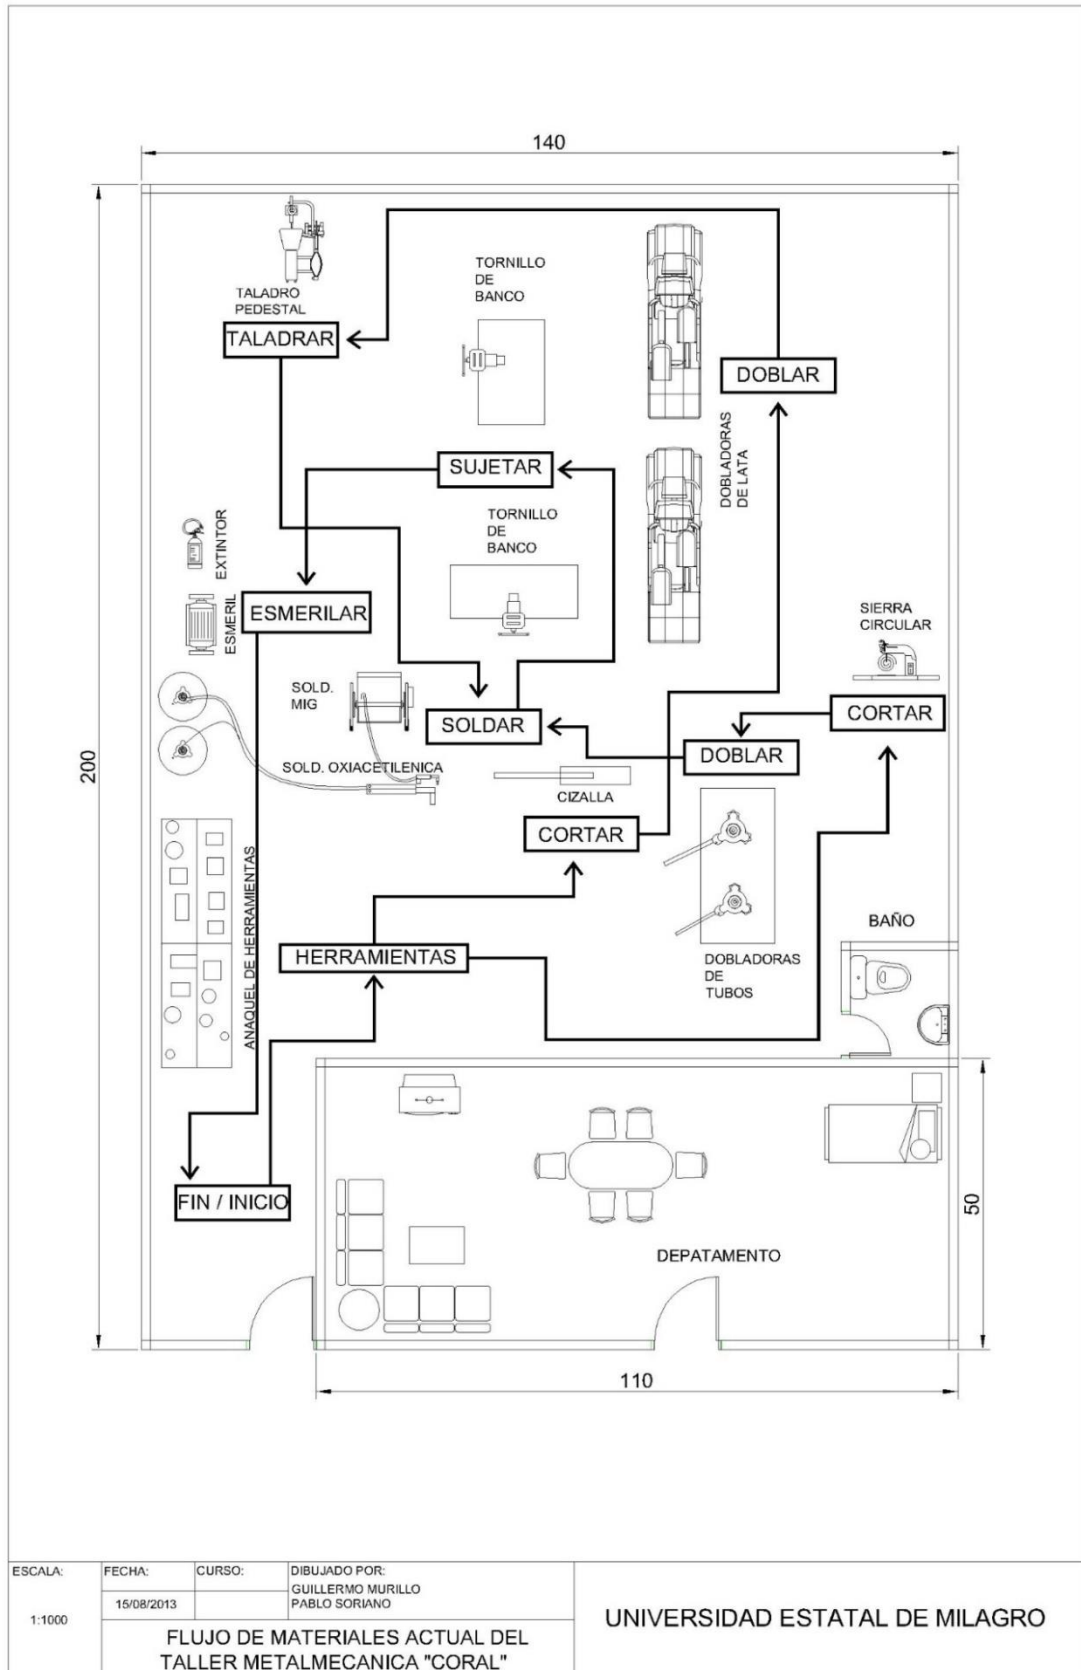 140
200
TALADRO
PEDESTAL
TALADRAR
TORNILLO
DE
BANCO
DOBLAR
DOBLADORAS
DE LATA
SUJETAR
TORNILLO
DE
BANCO
EXTINTOR
ESMERILAR
ESMERIL
SIERRA
CIRCULAR
SOLD.
MIG
SOLDAR
CORTAR
DOBLAR
SOLD. OXIACETILENICA
CIZALLA
CORTAR
ANAQUEL DE HERRAMIENTAS
HERRAMIENTAS
DOBLADORAS
DE
TUBOS
BAÑO
FIN / INICIO
DEPATAMENTO
50
110
ESCALA:
1:1000
FECHA:
15/08/2013
CURSO:
DIBUJADO POR:
GUILLERMO MURILLO
PABLO SORIANO
FLUJO DE MATERIALES ACTUAL DEL
TALLER METALMECANICA "CORAL"
UNIVERSIDAD ESTATAL DE MILAGRO